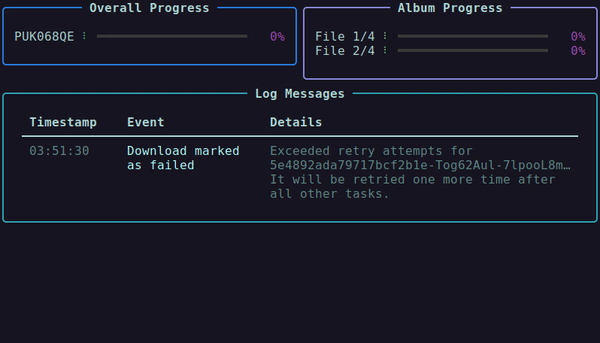 Overall Progress
PUK068QE 0%
Album Progress
File 1/4 0%
File 2/4 0%
Log Messages
Timestamp Event Details
03:51:30 Download marked Exceeded retry attempts for
as failed 5e4892ada79717bcf2b1e-Tog62Aul-7lpooL8m…
It will be retried one more time after
all other tasks.